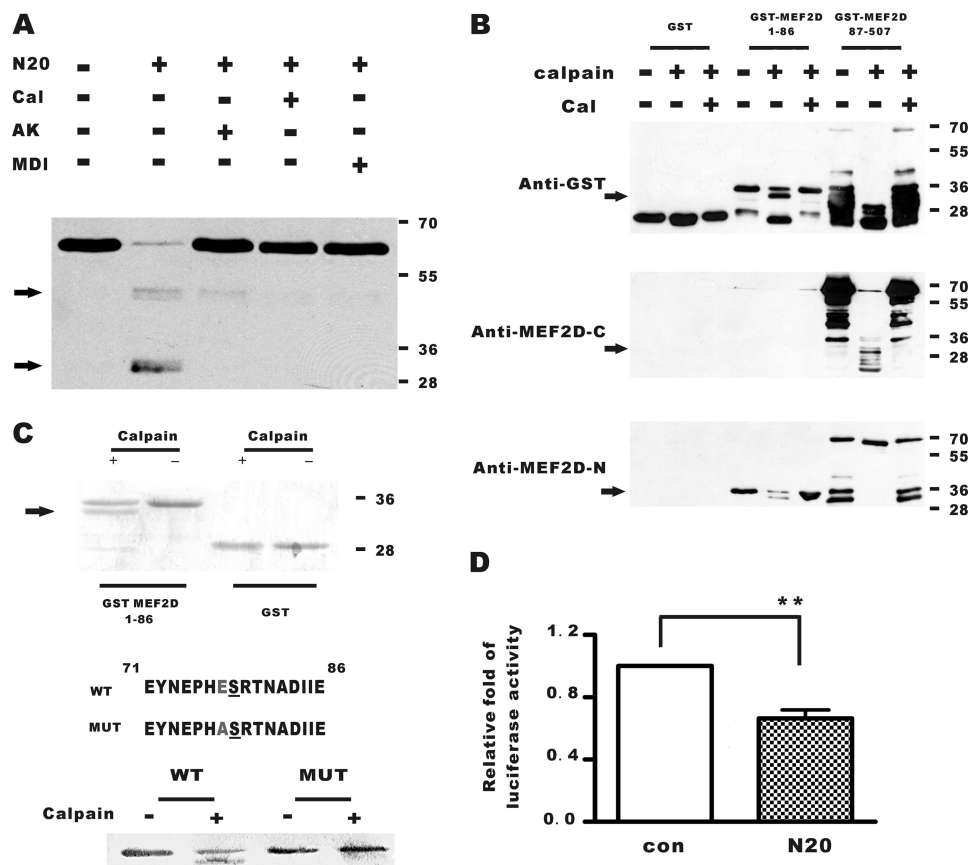 A
N20 - + + + +
Cal - - - + -
AK - - + - -
MDI - - - - +
70
55
36
28
B
GST
GST-MEF2D
1-86
GST-MEF2D
87-507
calpain - + + - + + - + +
Cal - - + - - + - - +
Anti-GST
70
55
36
28
Anti-MEF2D-C
70
55
36
28
Anti-MEF2D-N
70
55
36
28
C
Calpain Calpain
+ – + –
36
28
GST MEF2D
1-86
GST
71 86
WT EYNEPHESRTNADIIE
MUT EYNEPHASRTNADIIE
WT MUT
Calpain - + - +
D
Relative fold of
luciferase activity
**
1.2
0.8
0.4
0.0
con N20